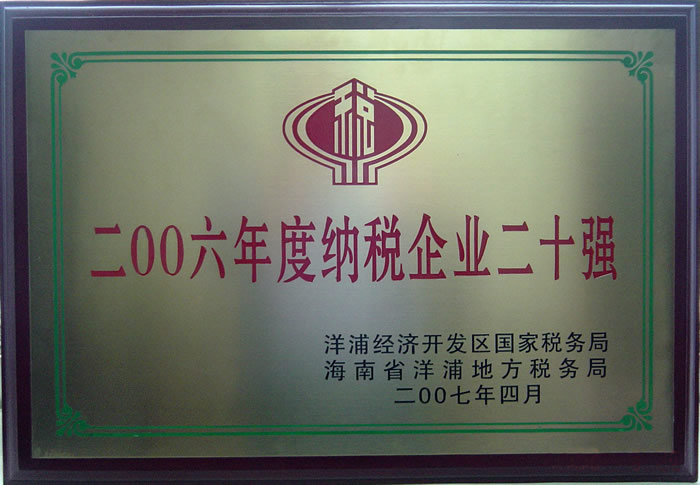 税
二00六年度纳税企业二十强
洋浦经济开发区国家税务局
海南省洋浦地方税务局
二00七年四月